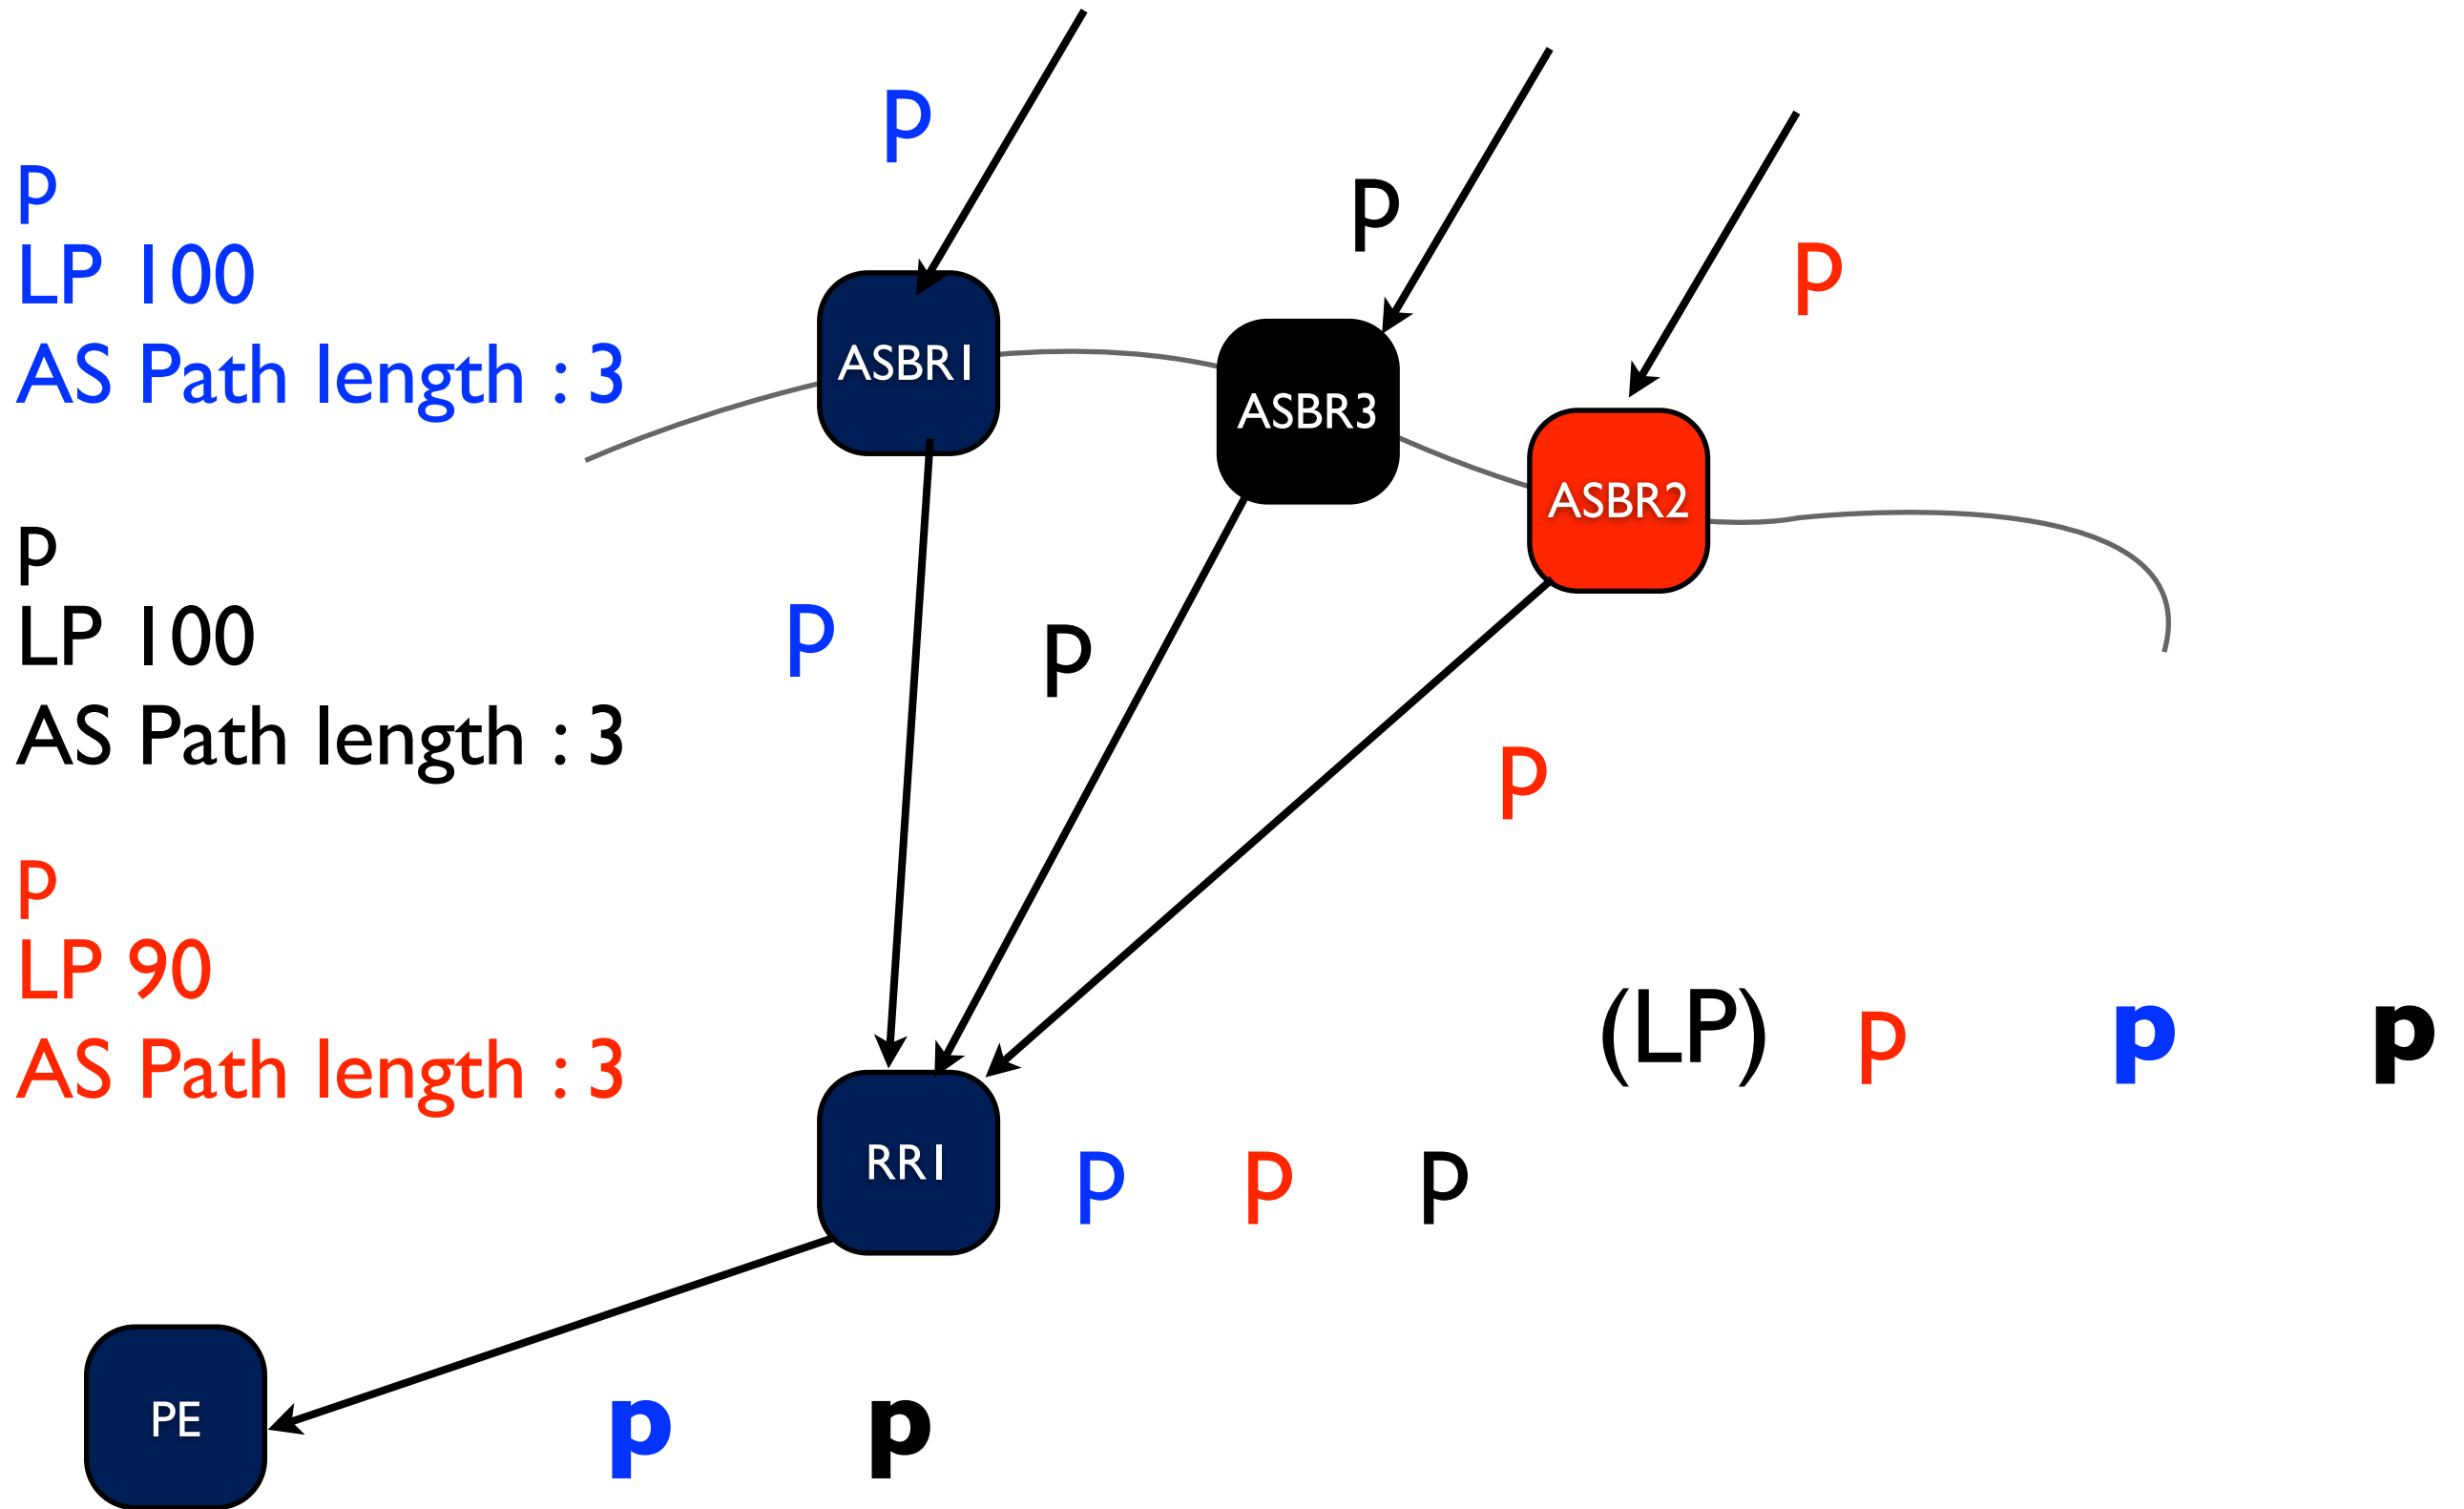 P
P
P
P
LP 100
AS Path length : 3
ASBR1
ASBR3
ASBR2
P
LP 100
AS Path length : 3
P
P
P
P
LP 90
AS Path length : 3
(LP) P p p
RR1 P P P
PE
p p